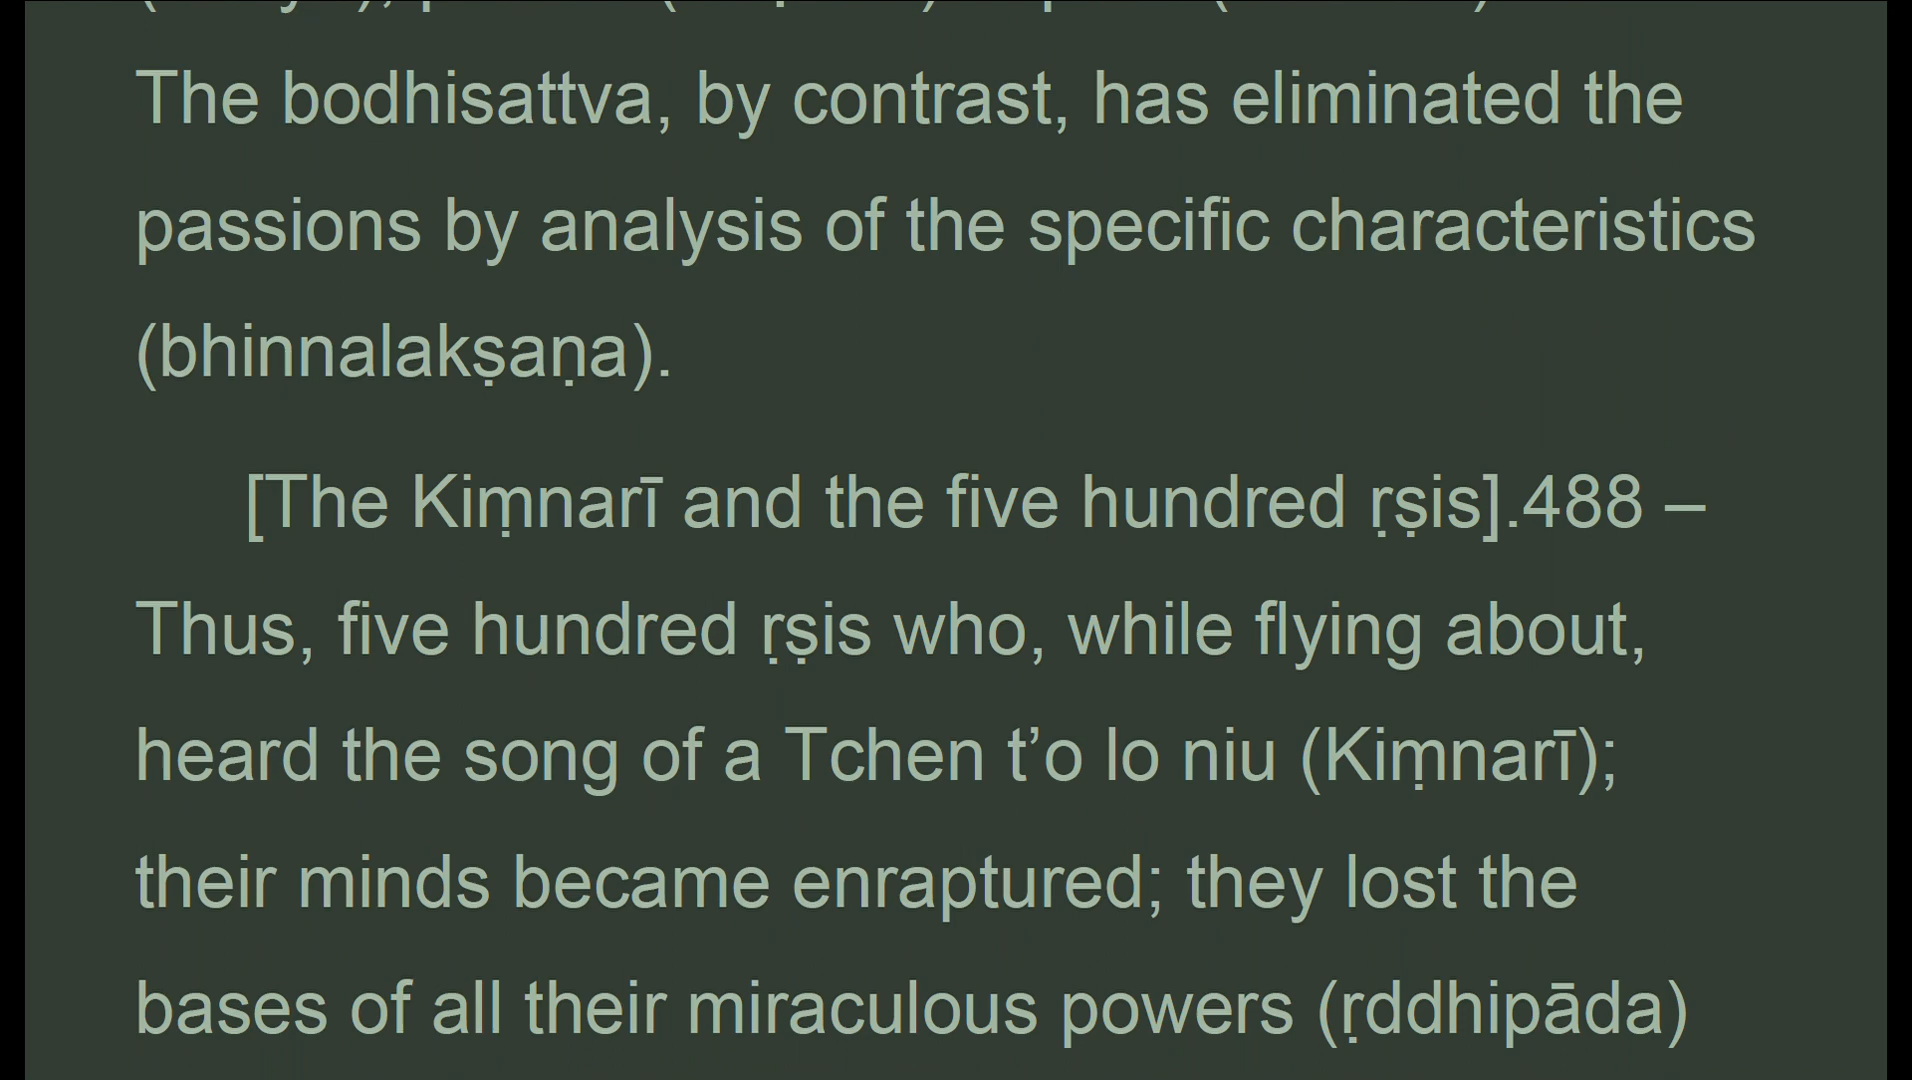 The bodhisattva, by contrast, has eliminated the
passions by analysis of the specific characteristics
(bhinnalakṣaṇa).
[The Kiṃnarī and the five hundred ṛṣis].488 –
Thus, five hundred ṛṣis who, while flying about,
heard the song of a Tchen t’o lo niu (Kiṃnarī);
their minds became enraptured; they lost the
bases of all their miraculous powers (ṛddhipāda)